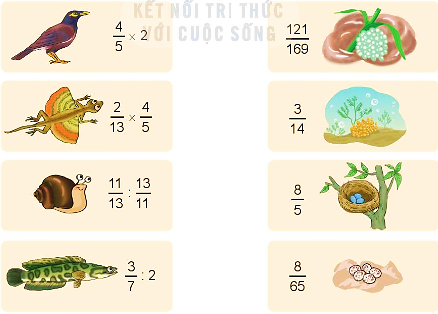 KẾT NỐI TRI THỨC
VỚI CUỘC SỐNG
4/5 × 2
121/169
2/13 × 4/5
3/14
11/13 : 13/11
8/5
3/7 : 2
8/65